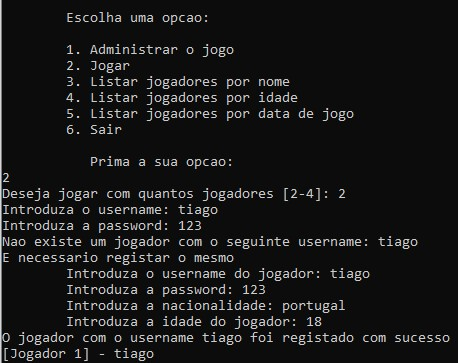 Escolha uma opcao:
1. Administrar o jogo
2. Jogar
3. Listar jogadores por nome
4. Listar jogadores por idade
5. Listar jogadores por data de jogo
6. Sair
Prima a sua opcao:
2
Deseja jogar com quantos jogadores [2-4]: 2
Introduza o username: tiago
Introduza a password: 123
Nao existe um jogador com o seguinte username: tiago
E necessario registar o mesmo
Introduza o username do jogador: tiago
Introduza a password: 123
Introduza a nacionalidade: portugal
Introduza a idade do jogador: 18
O jogador com o username tiago foi registado com sucesso
[Jogador 1] - tiago